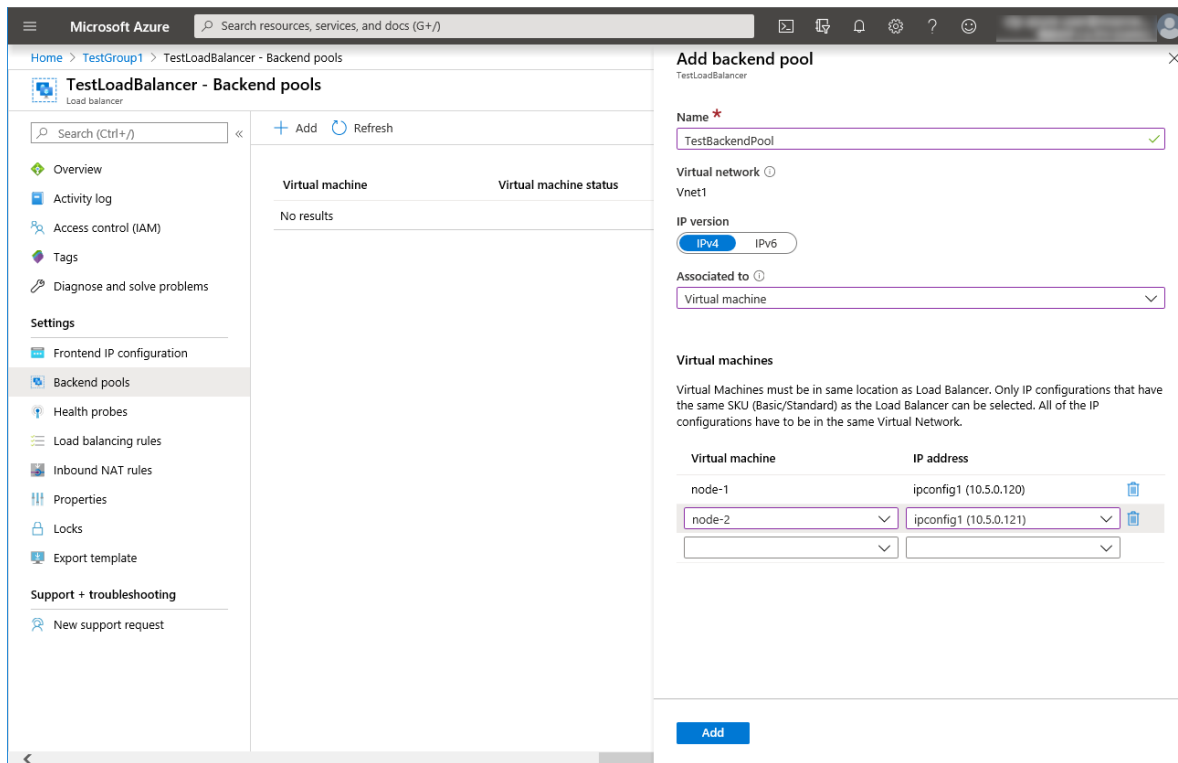 Microsoft Azure
Search resources, services, and docs (G+/)
Home > TestGroup1 > TestLoadBalancer - Backend pools
TestLoadBalancer - Backend pools
Load balancer
Search (Ctrl+/)
«
Overview
Activity log
Access control (IAM)
Tags
Diagnose and solve problems
Settings
Frontend IP configuration
Backend pools
Health probes
Load balancing rules
Inbound NAT rules
Properties
Locks
Export template
Support + troubleshooting
New support request
Add Refresh
Virtual machine Virtual machine status
No results
Add backend pool
TestLoadBalancer
Name *
TestBackendPool
Virtual network
Vnet1
IP version
IPv4 IPv6
Associated to
Virtual machine
Virtual machines
Virtual Machines must be in same location as Load Balancer. Only IP configurations that have
the same SKU (Basic/Standard) as the Load Balancer can be selected. All of the IP
configurations have to be in the same Virtual Network.
Virtual machine IP address
node-1 ipconfig1 (10.5.0.120)
node-2 ipconfig1 (10.5.0.121)
Add